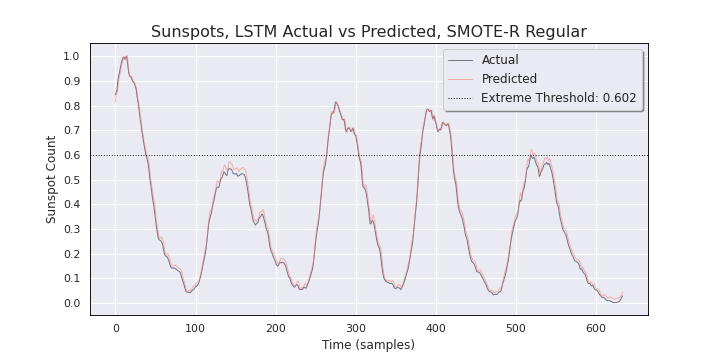 Sunspots, LSTM Actual vs Predicted, SMOTE-R Regular
Actual
Predicted
Extreme Threshold: 0.602
Sunspot Count
1.0
0.9
0.8
0.7
0.6
0.5
0.4
0.3
0.2
0.1
0.0
0 100 200 300 400 500 600
Time (samples)